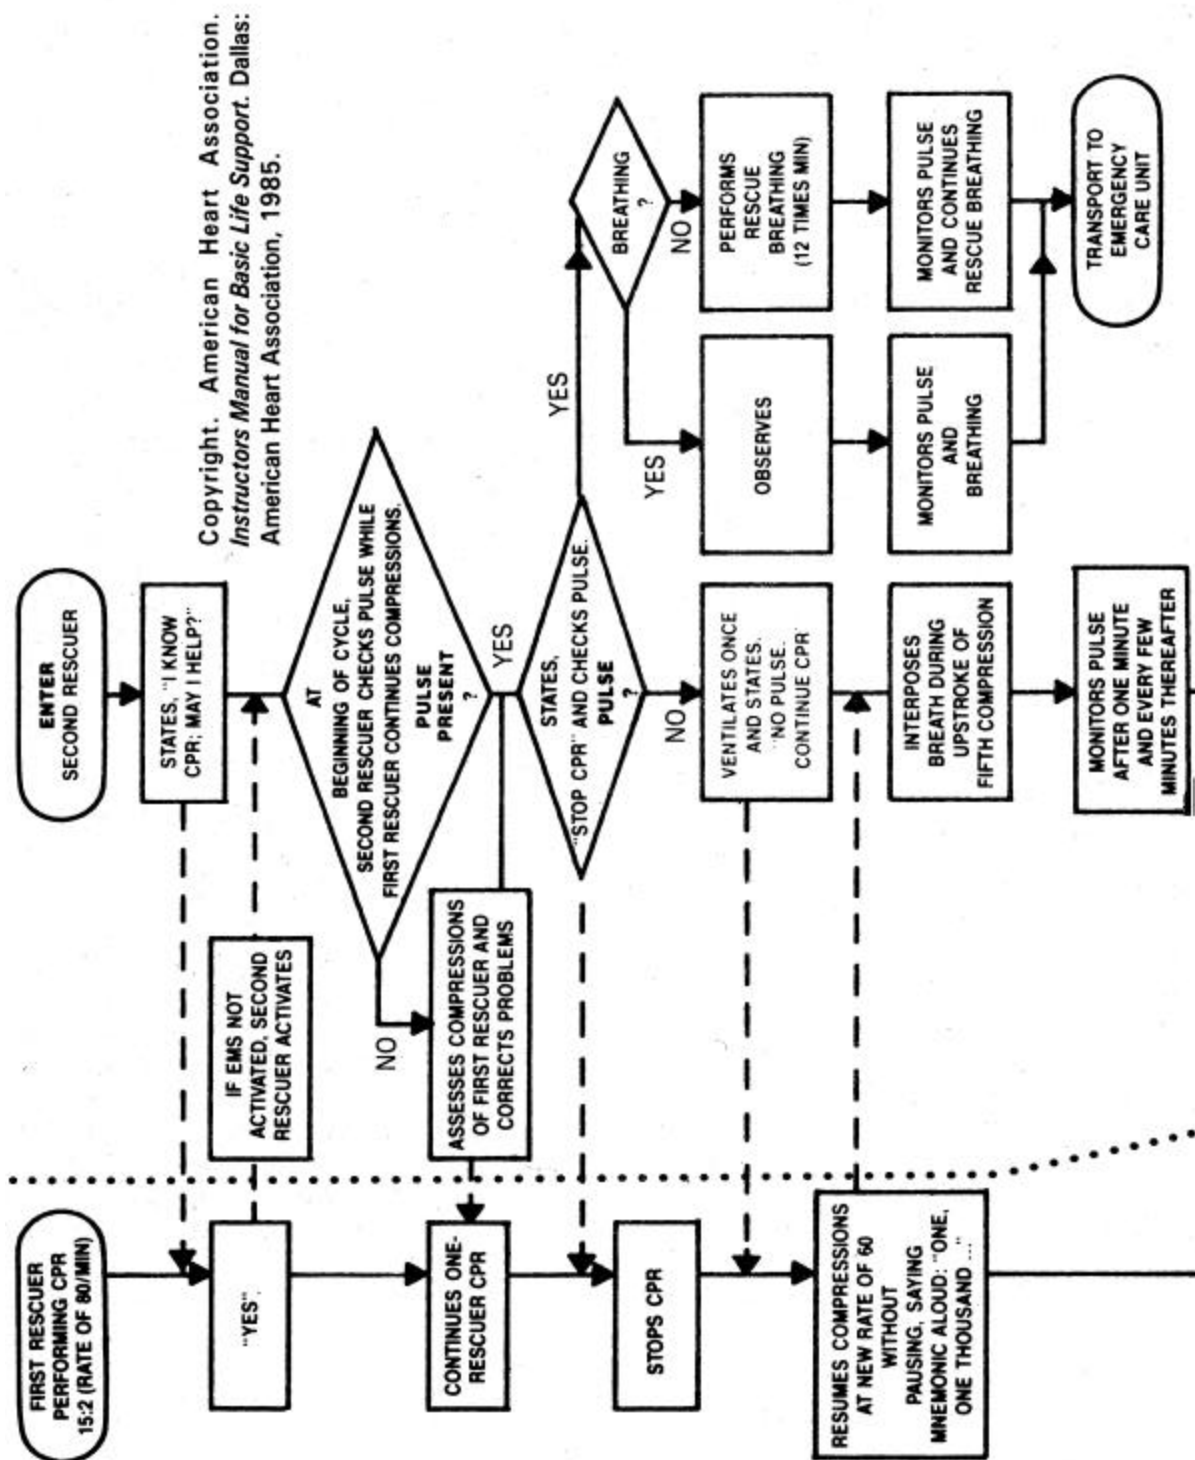 Copyright. American Heart Association.
Instructors Manual for Basic Life Support. Dallas:
American Heart Association, 1985.
ENTER
SECOND RESCUER
STATES, "I KNOW
CPR; MAY I HELP?"
AT
BEGINNING OF CYCLE,
SECOND RESCUER CHECKS PULSE WHILE
FIRST RESCUER CONTINUES COMPRESSIONS.
PULSE
PRESENT
?
YES
NO
ASSESSES COMPRESSIONS
OF FIRST RESCUER AND
CORRECTS PROBLEMS
STATES,
"STOP CPR" AND CHECKS PULSE.
PULSE
?
YES
NO
BREATHING
?
NO
YES
PERFORMS
RESCUE
BREATHING
(12 TIMES MIN)
MONITORS PULSE
AND CONTINUES
RESCUE BREATHING
OBSERVES
MONITORS PULSE
AND
BREATHING
TRANSPORT TO
EMERGENCY
CARE UNIT
VENTILATES ONCE
AND STATES.
"NO PULSE.
CONTINUE CPR
INTERPOSES
BREATH DURING
UPSTROKE OF
FIFTH COMPRESSION
MONITORS PULSE
AFTER ONE MINUTE
AND EVERY FEW
MINUTES THEREAFTER
IF EMS NOT
ACTIVATED, SECOND
RESCUER ACTIVATES
FIRST RESCUER
PERFORMING CPR
15:2 (RATE OF 80/MIN)
"YES"
CONTINUES ONE-
RESCUER CPR
STOPS CPR
RESUMES COMPRESSIONS
AT NEW RATE OF 60
WITHOUT
PAUSING, SAYING
MNEMONIC ALOUD: "ONE,
ONE THOUSAND ..."